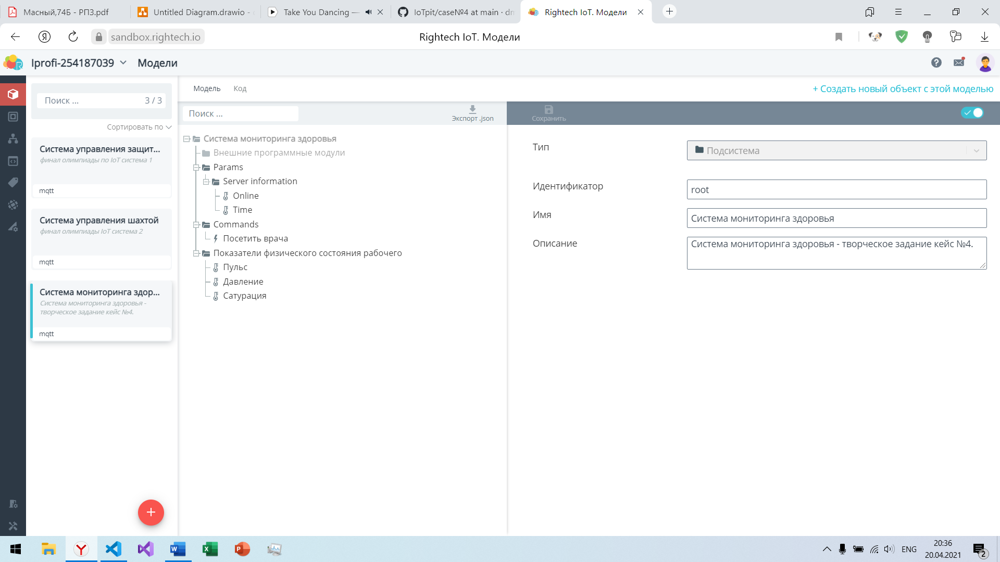 Масный,74Б - РПЗ.pdf
Untitled Diagram.drawio -
Take You Dancing —
IoTpit/case№4 at main · dm
Rightech IoT. Модели
sandbox.rightech.io
Rightech IoT. Модели
Iprofi-254187039
Модели
Модель
Код
+ Создать новый объект с этой моделью
Поиск ...
3 / 3
Сортировать по
Система управления защит...
финал олимпиады по IoT система 1
mqtt
Система управления шахтой
финал олимпиады IoT система 2
mqtt
Система мониторинга здор...
Система мониторинга здоровья -
творческое задание кейс №4.
mqtt
Поиск ...
Экспорт .json
Система мониторинга здоровья
Внешние программные модули
Params
Server information
Online
Time
Commands
Посетить врача
Показатели физического состояния рабочего
Пульс
Давление
Сатурация
Сохранить
Тип
Подсистема
Идентификатор
root
Имя
Система мониторинга здоровья
Описание
Система мониторинга здоровья - творческое задание кейс №4.
ENG
20:36
20.04.2021
2